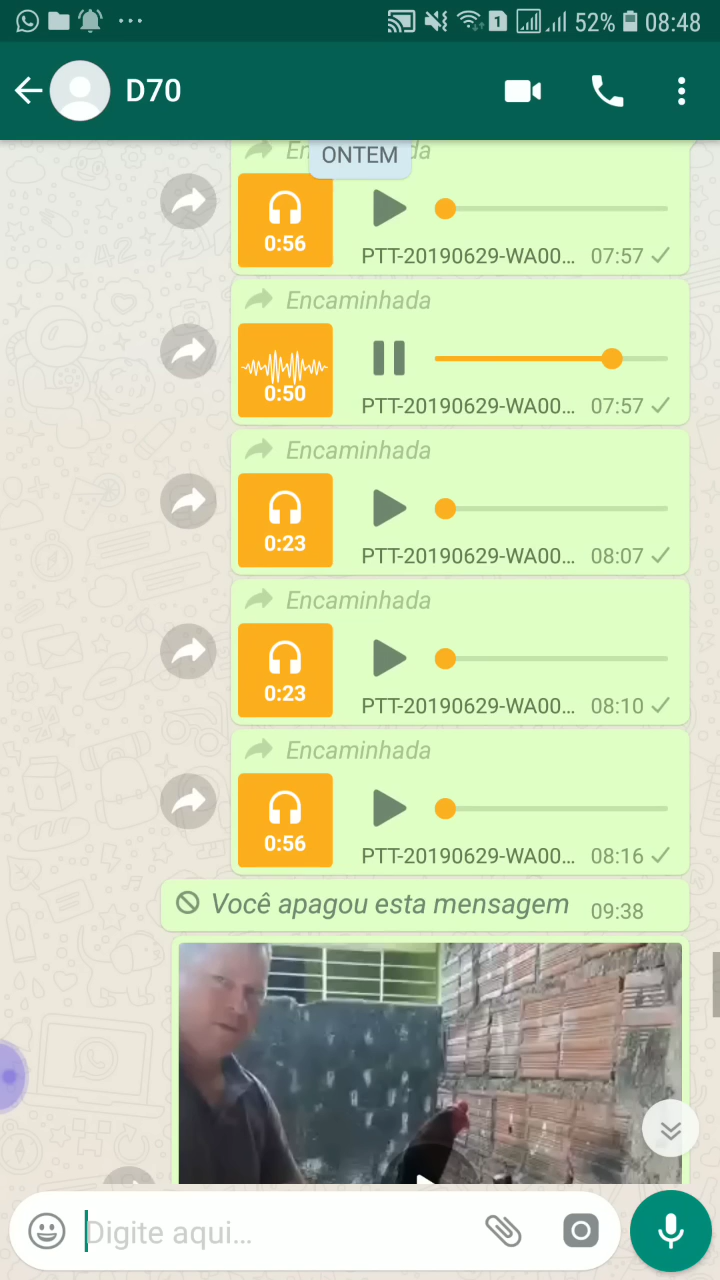 1 52% 08:48
D70
ONTEM
0:56
PTT-20190629-WA00... 07:57
Encaminhada
0:50
PTT-20190629-WA00... 07:57
Encaminhada
0:23
PTT-20190629-WA00... 08:07
Encaminhada
0:23
PTT-20190629-WA00... 08:10
Encaminhada
0:56
PTT-20190629-WA00... 08:16
Você apagou esta mensagem 09:38
Digite aqui...